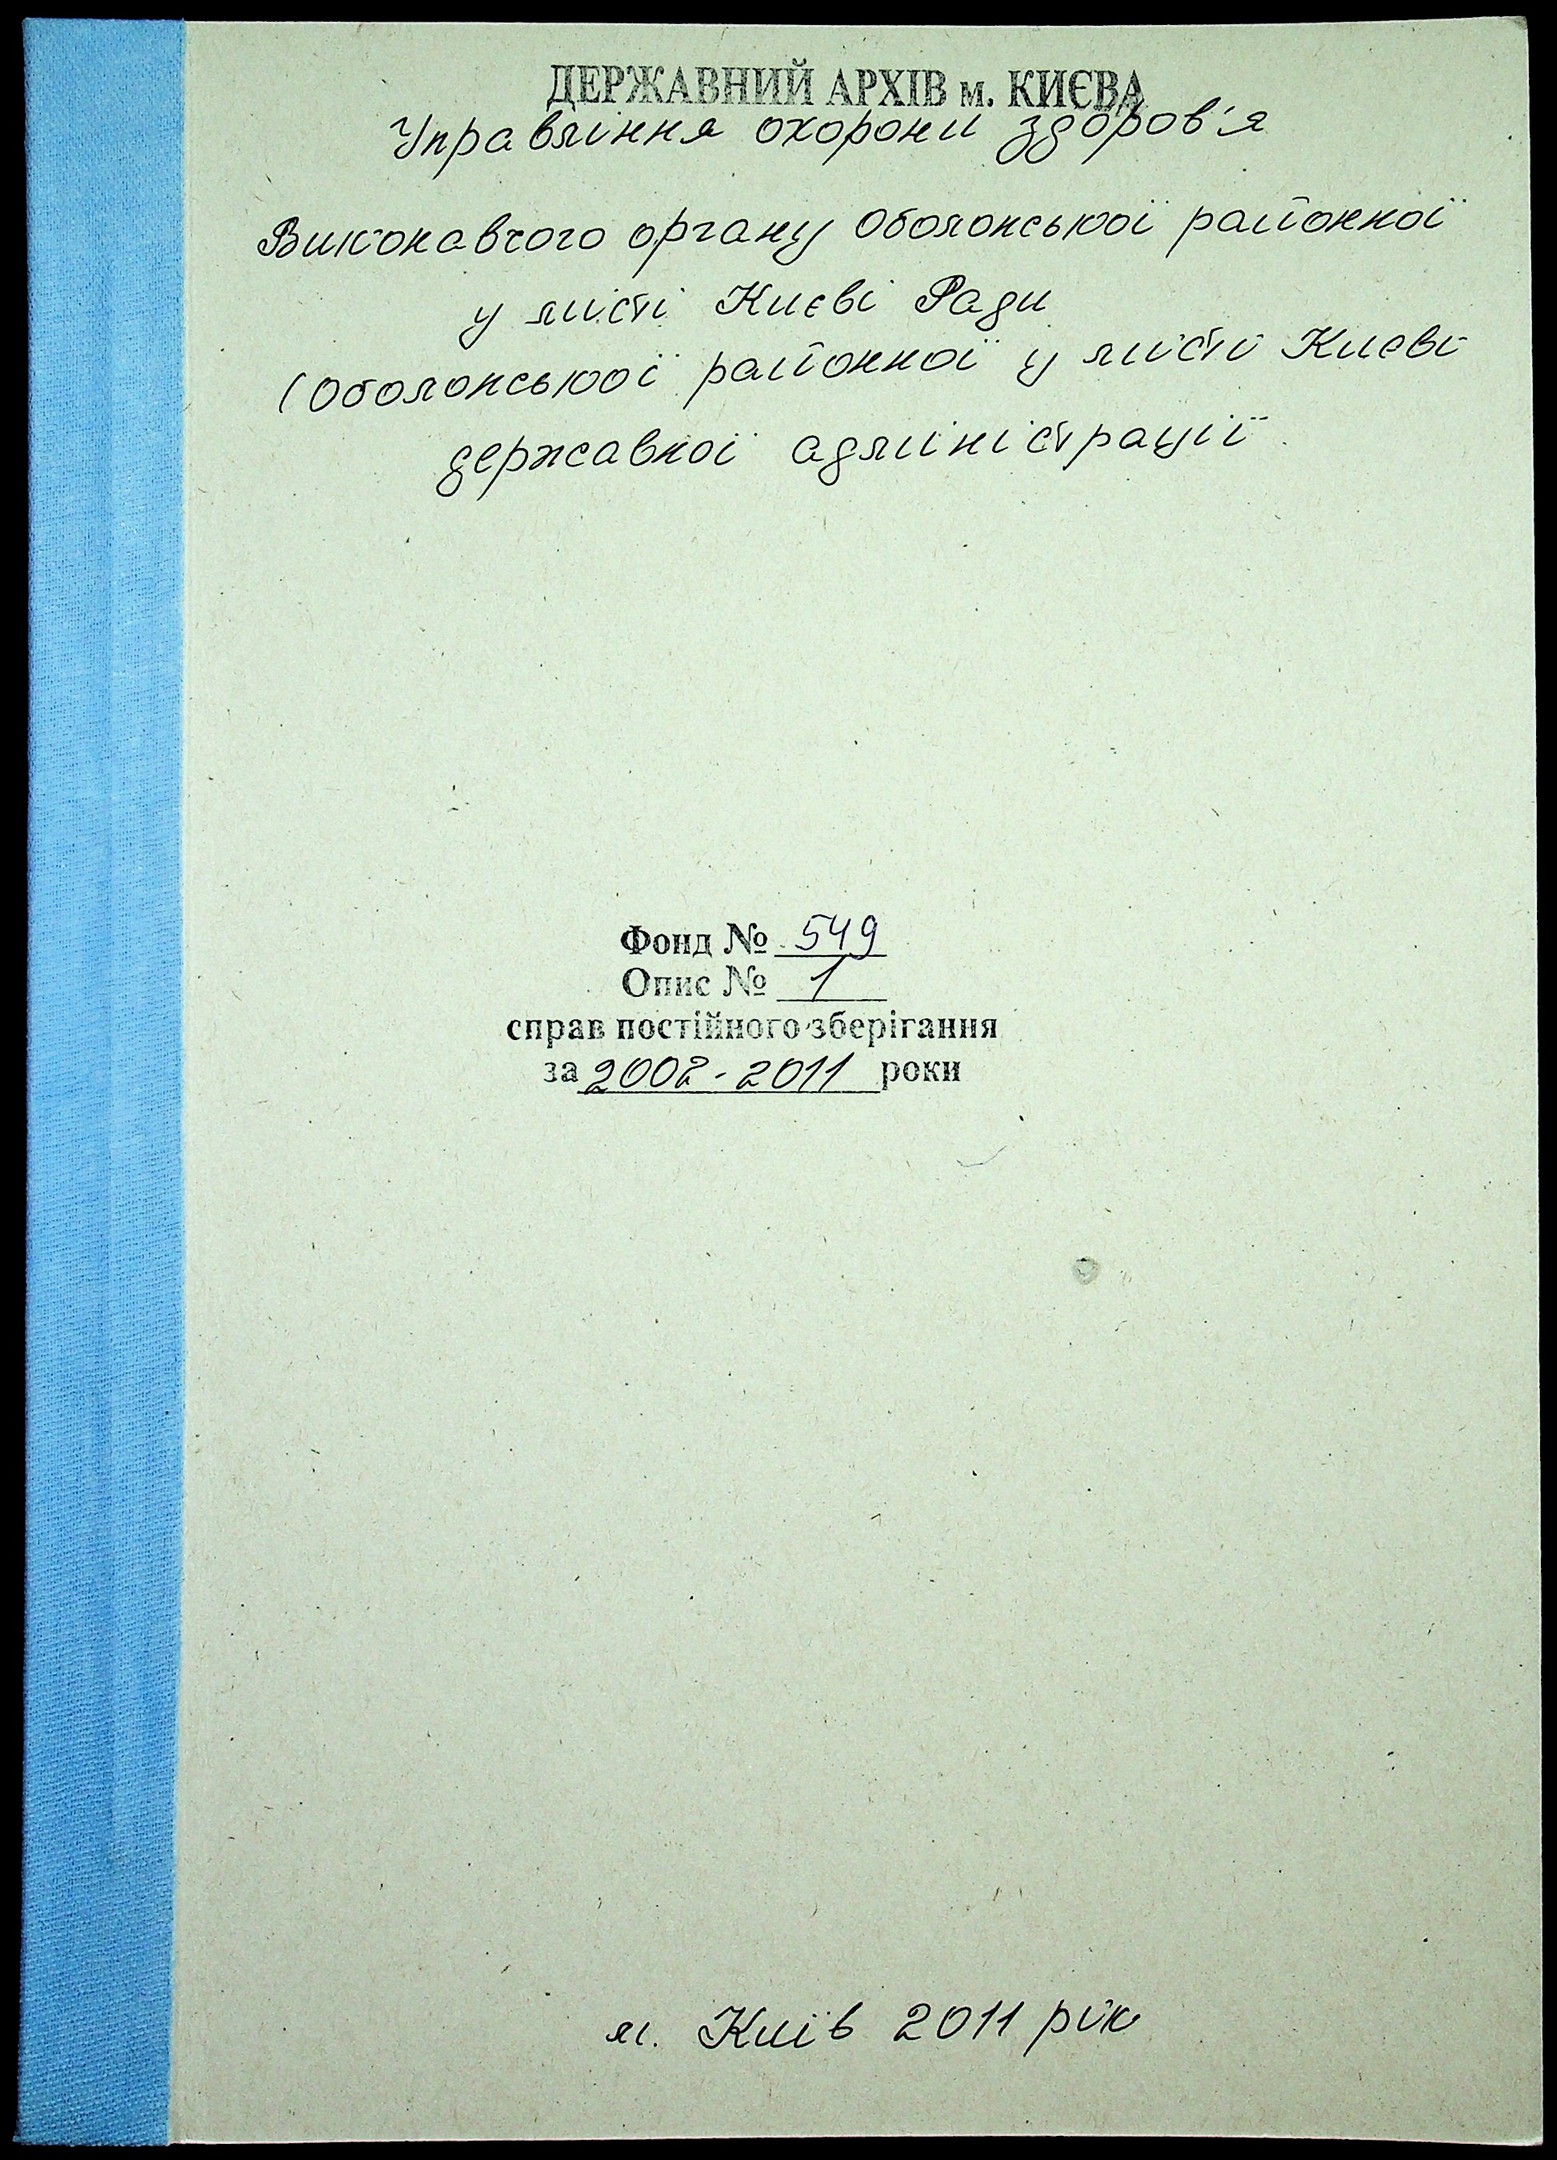 ДЕРЖАВНИЙ АРХІВ м. КИЄВА
Управління охорони здоров'я
Виконавчого органу Оболонської районної
у місті Києві Ради
(Оболонської районної у місті Києві
державної адміністрації
Фонд № 549
Опис № 1
справ постійного зберігання
за 2002-2011 роки
м. Київ 2011 рік